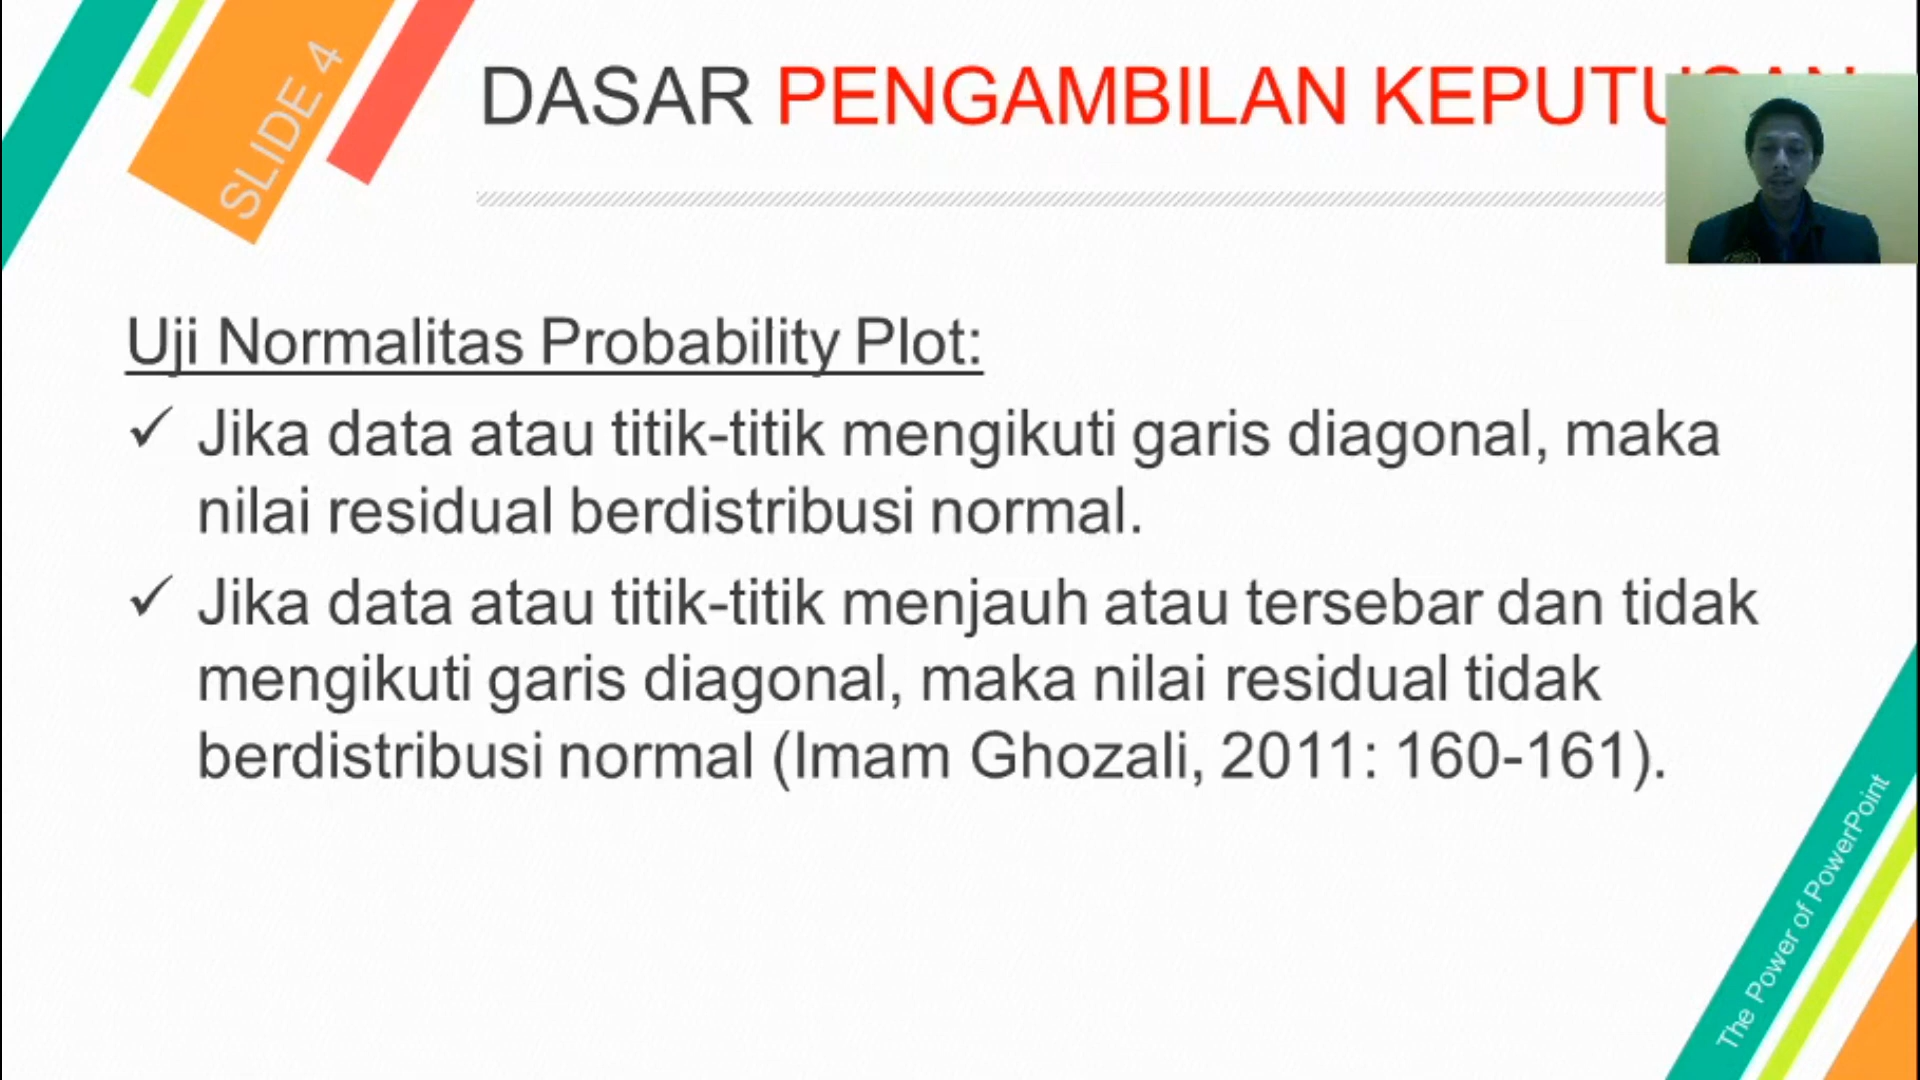 SLIDE 4
DASAR PENGAMBILAN KEPUTUSAN
Uji Normalitas Probability Plot:
✓ Jika data atau titik-titik mengikuti garis diagonal, maka
nilai residual berdistribusi normal.
✓ Jika data atau titik-titik menjauh atau tersebar dan tidak
mengikuti garis diagonal, maka nilai residual tidak
berdistribusi normal (Imam Ghozali, 2011: 160-161).
The Power of PowerPoint